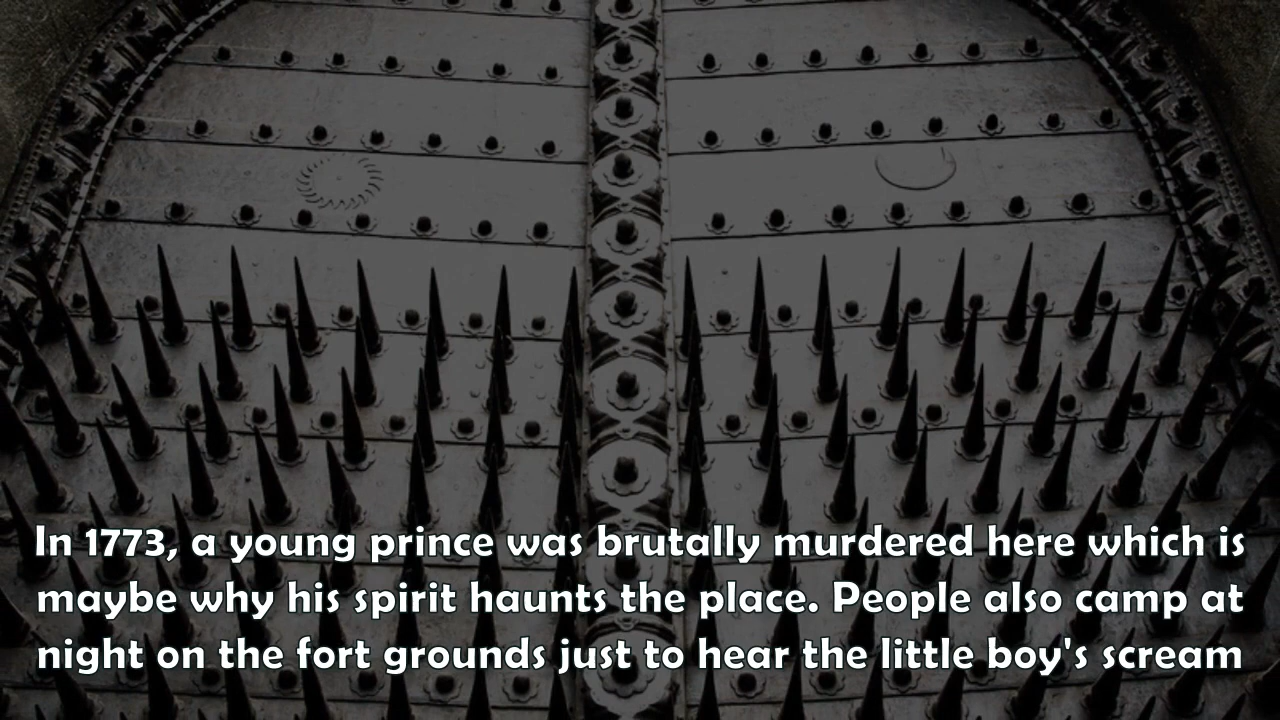 In 1773, a young prince was brutally murdered here which is
maybe why his spirit haunts the place. People also camp at
night on the fort grounds just to hear the little boy's scream